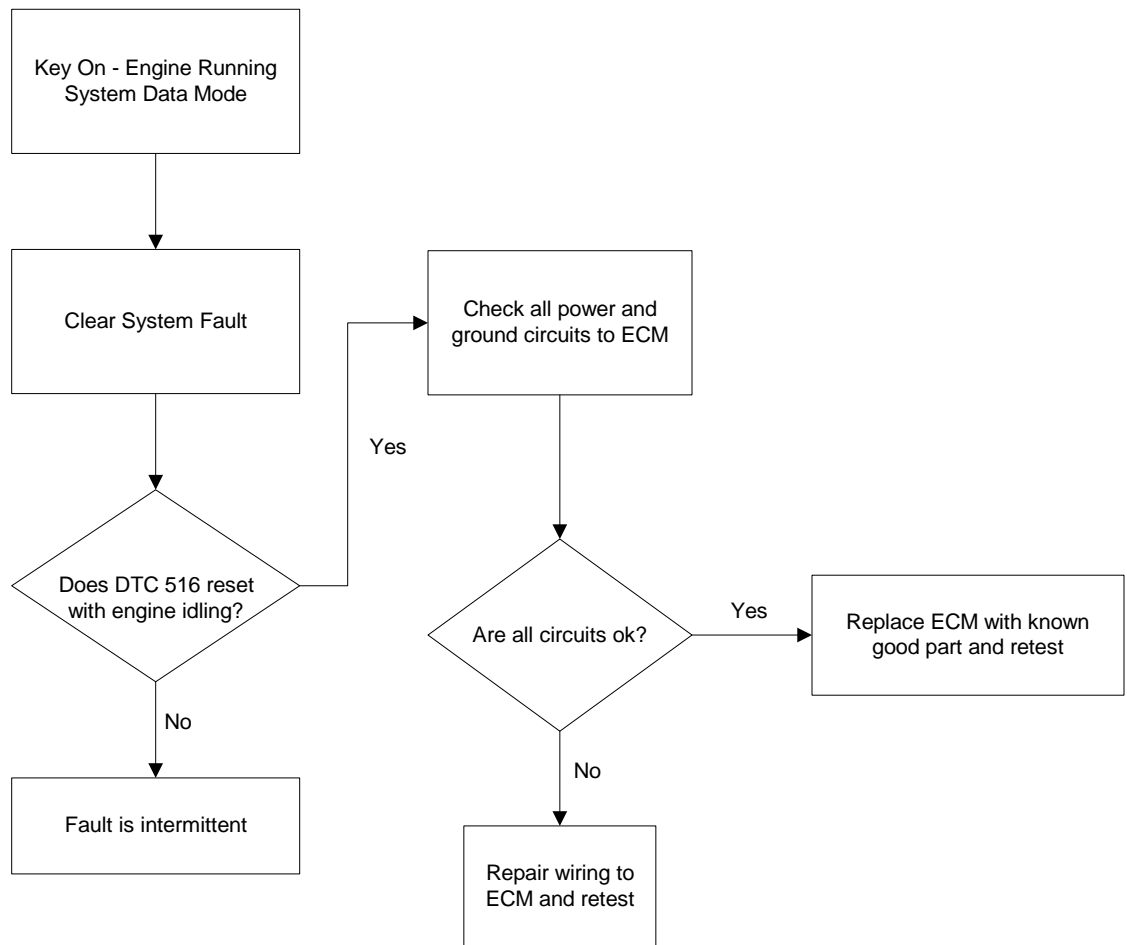 Key On - Engine Running
System Data Mode
Clear System Fault
Check all power and
ground circuits to ECM
Yes
Does DTC 516 reset
with engine idling?
Are all circuits ok?
Yes
Replace ECM with known
good part and retest
No
Fault is intermittent
No
Repair wiring to
ECM and retest